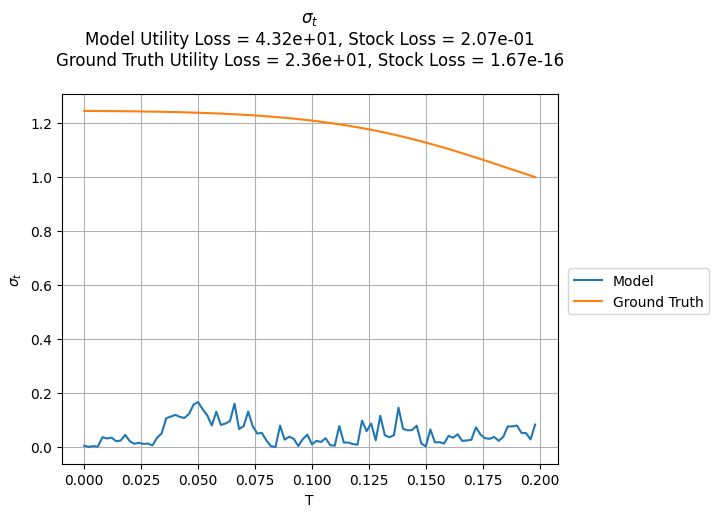 σt
Model Utility Loss = 4.32e+01, Stock Loss = 2.07e-01
Ground Truth Utility Loss = 2.36e+01, Stock Loss = 1.67e-16
1.2
1.0
0.8
0.6
0.4
0.2
0.0
σt
0.000 0.025 0.050 0.075 0.100 0.125 0.150 0.175 0.200
T
Model
Ground Truth